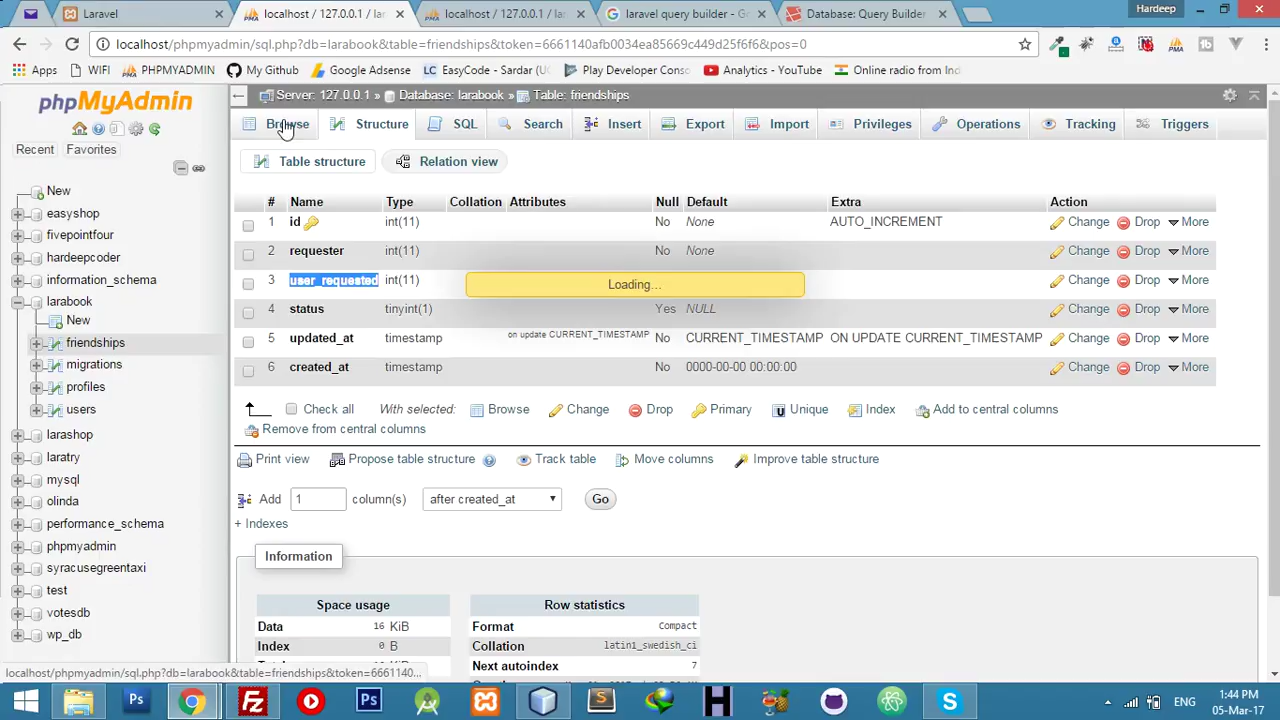 Laravel
localhost / 127.0.0.1 / lar
localhost / 127.0.0.1 / lar
laravel query builder - Go
Database: Query Builder
Hardeep
localhost/phpmyadmin/sql.php?db=larabook&table=friendships&token=6661140afb0034ea85669c449d25f6f6&pos=0
Apps
WIFI
PHPMYADMIN
My Github
Google Adsense
EasyCode - Sardar (UC
Play Developer Conso
Analytics - YouTube
Online radio from Ind
phpMyAdmin
Recent
Favorites
New
easyshop
fivepointfour
hardeepcoder
information_schema
larabook
New
friendships
migrations
profiles
users
larashop
laratry
mysql
olinda
performance_schema
phpmyadmin
syracusegreentaxi
test
votesdb
wp_db
Server: 127.0.0.1 » Database: larabook » Table: friendships
Browse Structure SQL Search Insert Export Import Privileges Operations Tracking Triggers
Table structure Relation view
# Name Type Collation Attributes Null Default Extra Action
1 id int(11) No None AUTO_INCREMENT Change Drop More
2 requester int(11) No None Change Drop More
3 user_requested int(11) Change Drop More
Loading…
4 status tinyint(1) Yes NULL Change Drop More
5 updated_at timestamp on update CURRENT_TIMESTAMP No CURRENT_TIMESTAMP ON UPDATE CURRENT_TIMESTAMP Change Drop More
6 created_at timestamp No 0000-00-00 00:00:00 Change Drop More
Check all With selected: Browse Change Drop Primary Unique Index Add to central columns
Remove from central columns
Print view Propose table structure Track table Move columns Improve table structure
Add 1 column(s) after created_at Go
+ Indexes
Information
Space usage
Data 16 KiB
Index 0 B
Row statistics
Format Compact
Collation latin1_swedish_ci
Next autoindex 7
localhost/phpmyadmin/sql.php?db=larabook&table=friendships&token=6661140...
ENG
1:44 PM
05-Mar-17